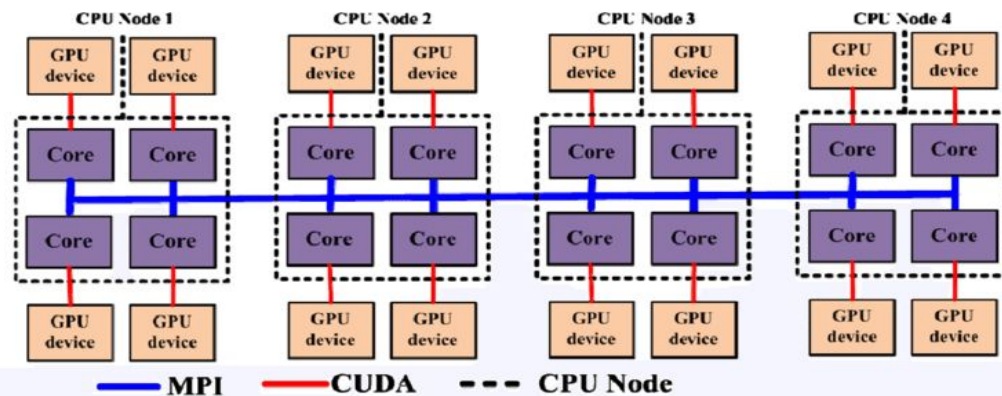 CPU Node 1 CPU Node 2 CPU Node 3 CPU Node 4
GPU device GPU device GPU device GPU device GPU device GPU device GPU device GPU device
Core Core Core Core Core Core Core Core
Core Core Core Core Core Core Core Core
GPU device GPU device GPU device GPU device GPU device GPU device GPU device GPU device
MPI CUDA CPU Node